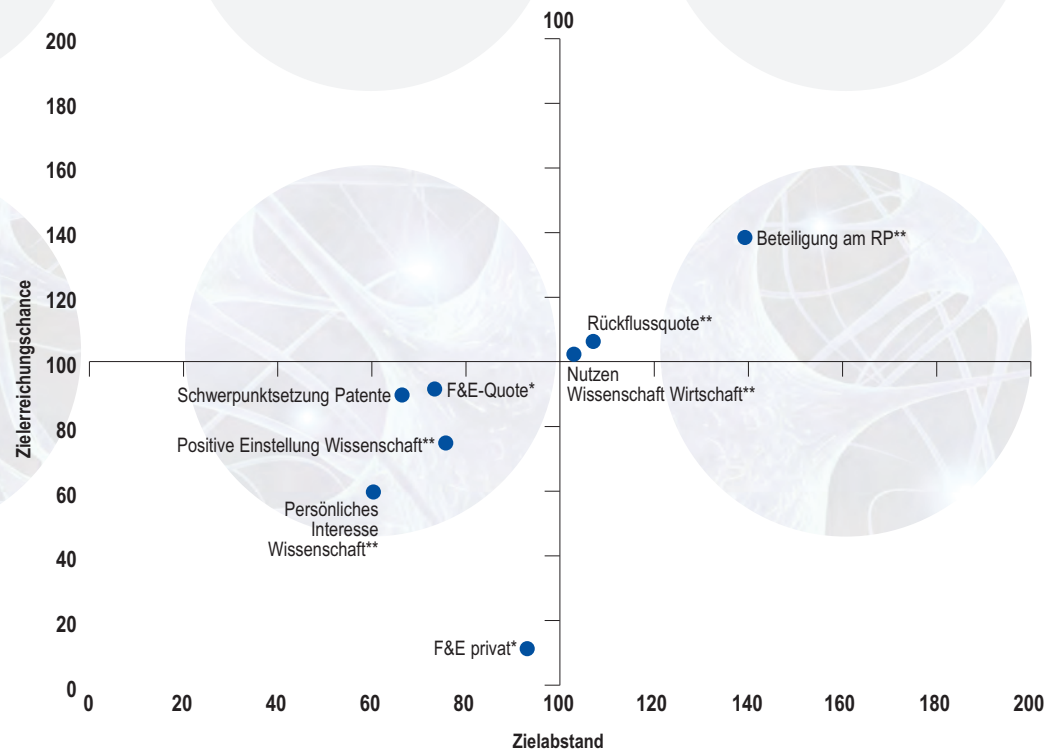 100
200
180
160
140
120
100
80
60
40
20
0
Zielerreichungschance
Beteiligung am RP**
Rückflussquote**
Nutzen
Wissenschaft Wirtschaft**
Schwerpunktsetzung Patente
F&E-Quote*
Positive Einstellung Wissenschaft**
Persönliches
Interesse
Wissenschaft**
F&E privat*
0
20
40
60
80
100
120
140
160
180
200
Zielabstand